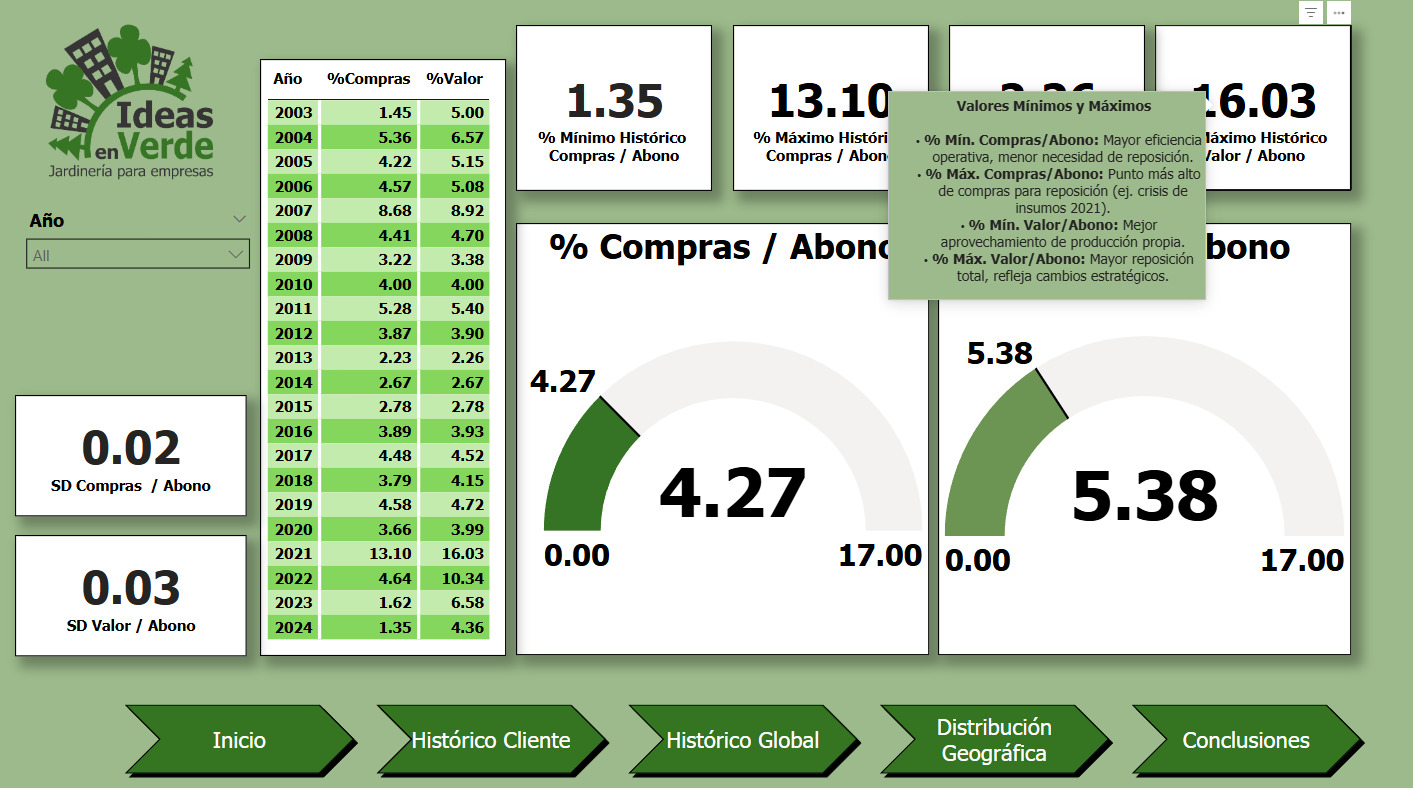 Ideas
en Verde
Jardinería para empresas
Año
All
0.02
SD Compras / Abono
0.03
SD Valor / Abono
Año %Compras %Valor
2003 1.45 5.00
2004 5.36 6.57
2005 4.22 5.15
2006 4.57 5.08
2007 8.68 8.92
2008 4.41 4.70
2009 3.22 3.38
2010 4.00 4.00
2011 5.28 5.40
2012 3.87 3.90
2013 2.23 2.26
2014 2.67 2.67
2015 2.78 2.78
2016 3.89 3.93
2017 4.48 4.52
2018 3.79 4.15
2019 4.58 4.72
2020 3.66 3.99
2021 13.10 16.03
2022 4.64 10.34
2023 1.62 6.58
2024 1.35 4.36
1.35
% Mínimo Histórico
Compras / Abono
13.10
% Máximo Históri
Compras / Abon
16.03
Máximo Histórico
Valor / Abono
Valores Mínimos y Máximos
• % Mín. Compras/Abono: Mayor eficiencia
operativa, menor necesidad de reposición.
• % Máx. Compras/Abono: Punto más alto
de compras para reposición (ej. crisis de
insumos 2021).
• % Mín. Valor/Abono: Mejor
aprovechamiento de producción propia.
• % Máx. Valor/Abono: Mayor reposición
total, refleja cambios estratégicos.
% Compras / Abono
4.27
4.27
0.00 17.00
bono
5.38
5.38
0.00 17.00
Inicio
Histórico Cliente
Histórico Global
Distribución
Geográfica
Conclusiones